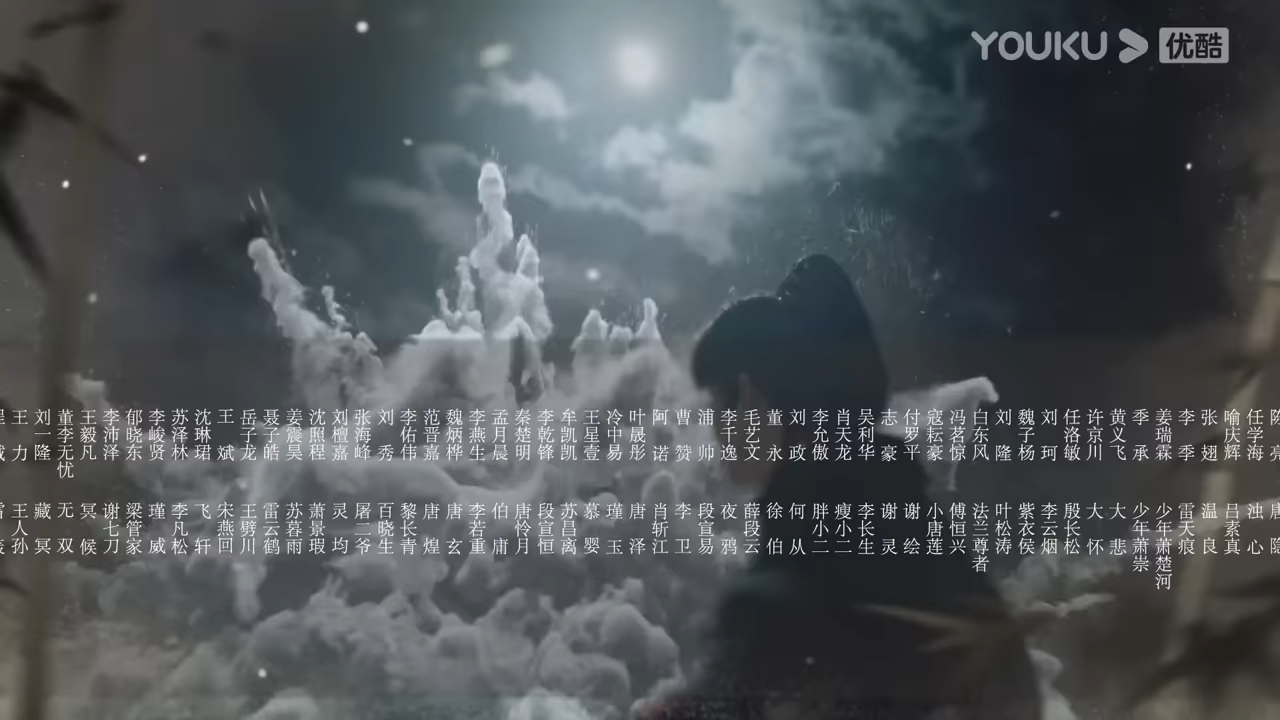 YOUKU 优酷
任学海
喻庆辉
张翅
李季
姜瑞霖
季承
黄义飞
许京川
任洛敏
刘珂
魏子杨
刘隆
白东风
冯茗惊
寇耘豪
付罗平
志豪
吴利华
肖天龙
李允傲
刘政
董永
毛艺文
李千逸
浦帅
曹赞
阿诺
叶晟彤
冷中易
王星壹
牟凯凯
李乾锋
秦楚明
孟月晨
李燕生
魏炳桦
范晋嘉
李佑伟
刘秀
张海峰
刘檀嘉
沈照程
姜震昊
聂子皓
岳子龙
王斌
沈琳珺
苏泽林
李峻贤
郁晓东
李沛泽
王毅凡
董李无忧
刘一隆
王力
浊心
吕素真
温良
雷天痕
少年萧楚河
少年萧崇
大悲
大怀
殷长松
李云烟
紫衣侯
叶松涛
法兰尊者
傅恒兴
小唐莲
谢绘
谢灵
李长生
瘦小二
胖小二
何从
徐伯
薛段云
夜鸦
段宣易
李卫
肖斩江
唐泽
瑾玉
慕婴
苏昌离
段宣恒
唐怜月
伯庸
李若重
唐玄
唐煌
黎长青
百晓生
屠二爷
灵均
萧景瑕
苏暮雨
雷云鹤
王劈川
宋燕回
飞轩
李凡松
瑾威
梁管家
谢七刀
冥候
无双
藏冥
王人孙